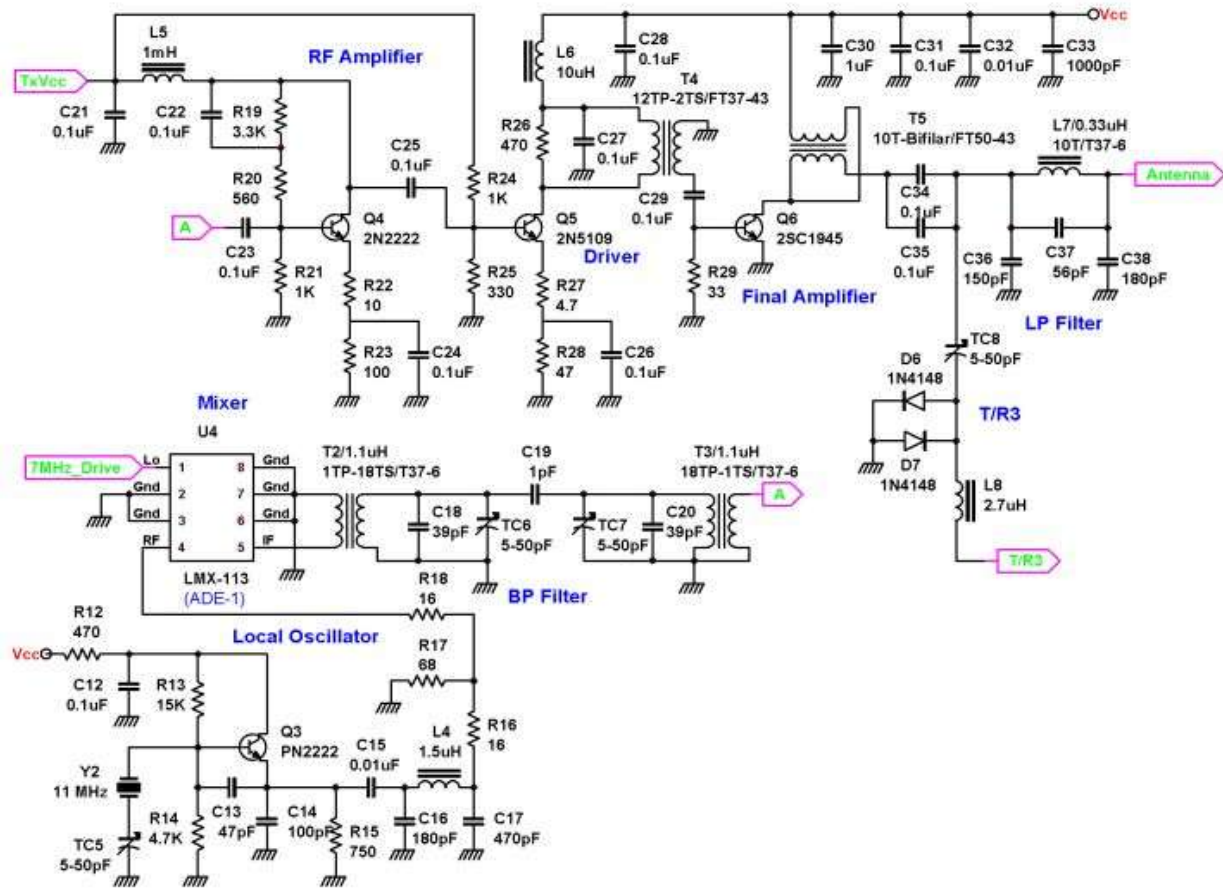 L5
1mH
TxVcc
C21
0.1uF
C22
0.1uF
R19
3.3K
RF Amplifier
R20
560
A
C23
0.1uF
R21
1K
Q4
2N2222
R22
10
R23
100
C24
0.1uF
C25
0.1uF
R24
1K
R25
330
L6
10uH
C28
0.1uF
R26
470
C27
0.1uF
T4
12TP-2TS/FT37-43
Q5
2N5109
Driver
R27
4.7
R28
47
C26
0.1uF
C29
0.1uF
R29
33
Q6
2SC1945
Final Amplifier
Vcc
C30
1uF
C31
0.1uF
C32
0.01uF
C33
1000pF
T5
10T-Bifilar/FT50-43
C34
0.1uF
C35
0.1uF
L7/0.33uH
10T/T37-6
Antenna
C36
150pF
C37
56pF
C38
180pF
LP Filter
TC8
5-50pF
D6
1N4148
T/R3
D7
1N4148
L8
2.7uH
T/R3
Mixer
U4
7MHz_Drive
Lo
1
8
Gnd
Gnd
2
7
Gnd
Gnd
3
6
Gnd
RF
4
5
IF
LMX-113
(ADE-1)
T2/1.1uH
1TP-18TS/T37-6
C18
39pF
TC6
5-50pF
C19
1pF
TC7
5-50pF
C20
39pF
T3/1.1uH
18TP-1TS/T37-6
A
BP Filter
R18
16
R17
68
R16
16
Local Oscillator
R12
470
Vcc
C12
0.1uF
R13
15K
Q3
PN2222
Y2
11 MHz
TC5
5-50pF
R14
4.7K
C13
47pF
C14
100pF
R15
750
C15
0.01uF
L4
1.5uH
C16
180pF
C17
470pF